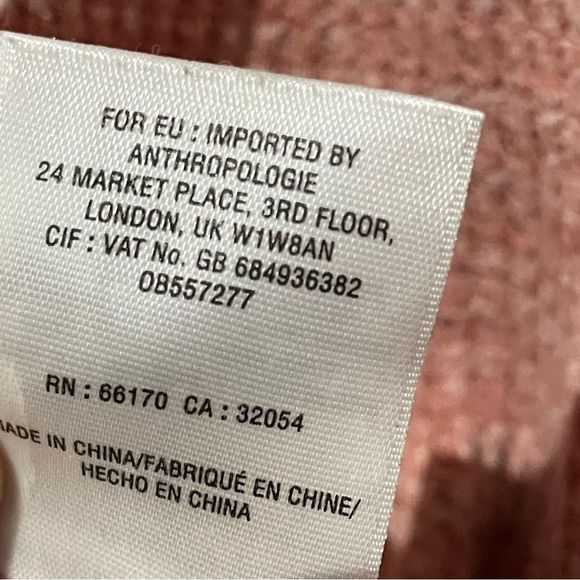 FOR EU : IMPORTED BY
ANTHROPOLOGIE
24 MARKET PLACE, 3RD FLOOR,
LONDON, UK W1W8AN
CIF : VAT No. GB 684936382
OB557277
RN : 66170 CA : 32054
MADE IN CHINA/FABRIQUÉ EN CHINE/
HECHO EN CHINA